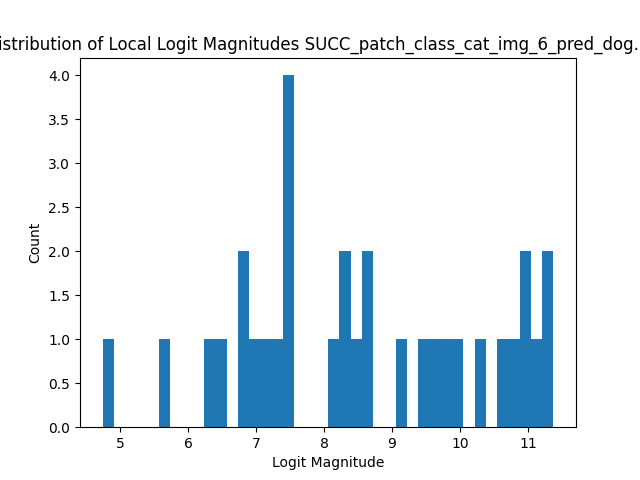 istribution of Local Logit Magnitudes SUCC_patch_class_cat_img_6_pred_dog.
4.0
3.5
3.0
2.5
2.0
1.5
1.0
0.5
0.0
Count
5 6 7 8 9 10 11
Logit Magnitude